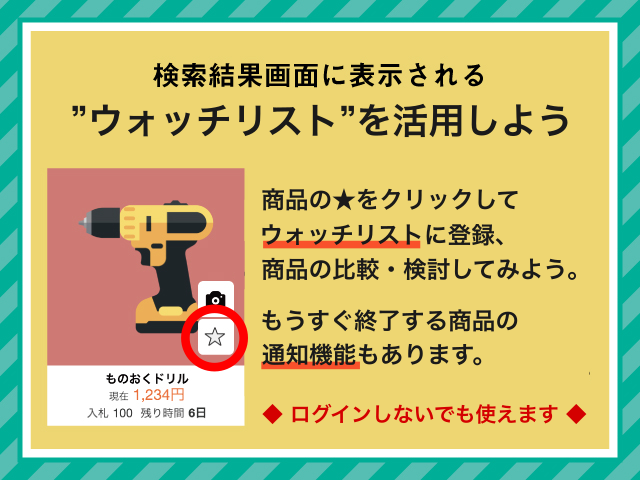 検索結果画面に表示される
”ウォッチリスト”を活用しよう
商品の★をクリックして
ウォッチリストに登録、
商品の比較・検討してみよう。
もうすぐ終了する商品の
通知機能もあります。
◆ ログインしないでも使えます ◆
ものおくドリル
現在 1,234円
入札 100 残り時間 6日